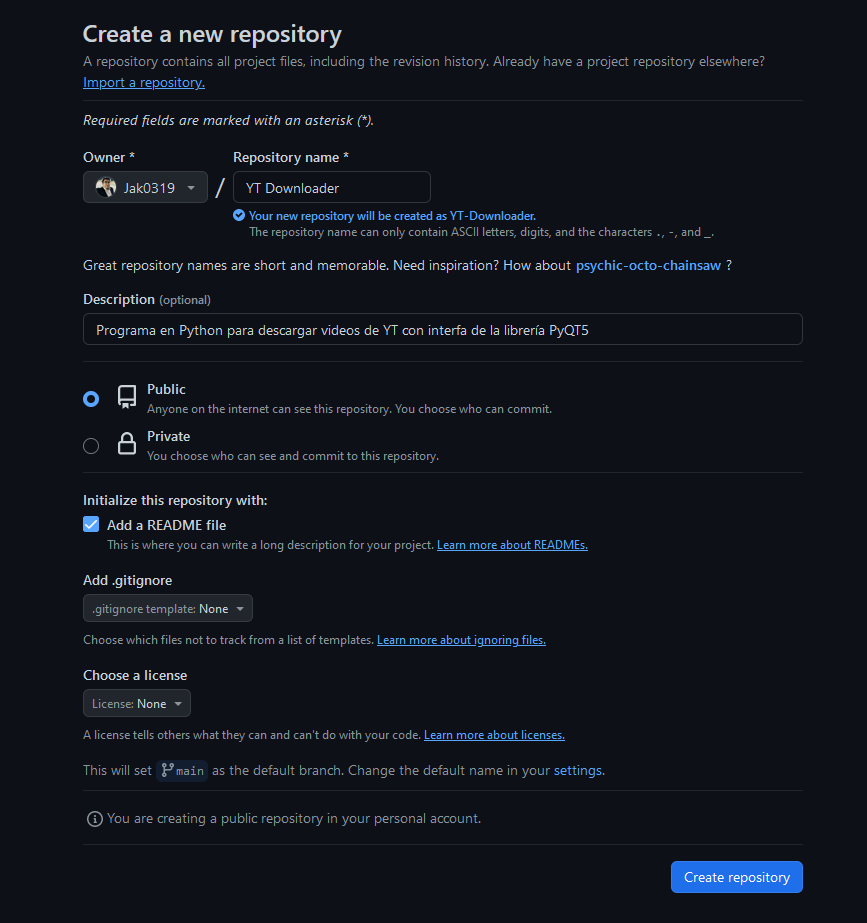 Create a new repository
A repository contains all project files, including the revision history. Already have a project repository elsewhere?
Import a repository.
Required fields are marked with an asterisk (*).
Owner *
Repository name *
Jak0319
/
YT Downloader
Your new repository will be created as YT-Downloader.
The repository name can only contain ASCII letters, digits, and the characters ., -, and _.
Great repository names are short and memorable. Need inspiration? How about psychic-octo-chainsaw ?
Description (optional)
Programa en Python para descargar videos de YT con interfa de la librería PyQT5
Public
Anyone on the internet can see this repository. You choose who can commit.
Private
You choose who can see and commit to this repository.
Initialize this repository with:
Add a README file
This is where you can write a long description for your project. Learn more about READMEs.
Add .gitignore
.gitignore template: None
Choose which files not to track from a list of templates. Learn more about ignoring files.
Choose a license
License: None
A license tells others what they can and can't do with your code. Learn more about licenses.
This will set main as the default branch. Change the default name in your settings.
You are creating a public repository in your personal account.
Create repository